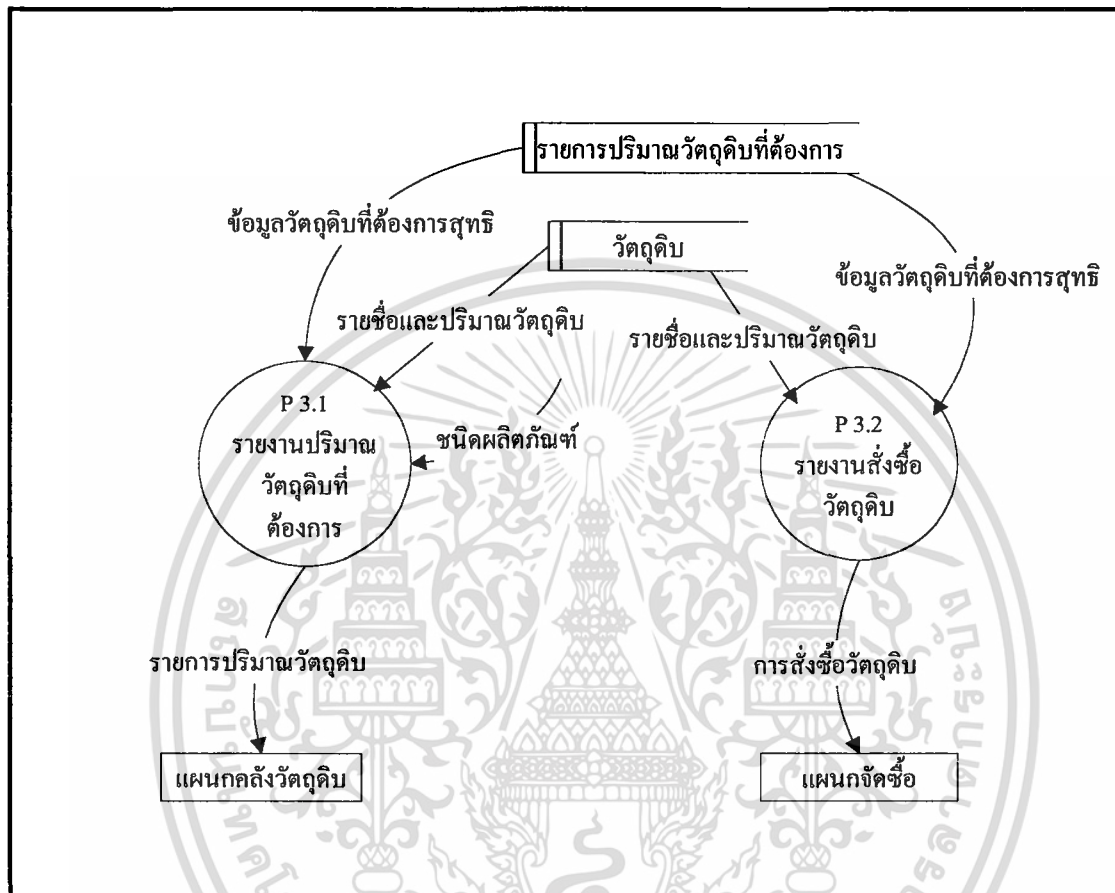 รายการปริมาณวัตถุดิบที่ต้องการ
ข้อมูลวัตถุดิบที่ต้องการสุทธิ
วัตถุดิบ
ข้อมูลวัตถุดิบที่ต้องการสุทธิ
รายชื่อและปริมาณวัตถุดิบ
รายชื่อและปริมาณวัตถุดิบ
P 3.1
รายงานปริมาณ
วัตถุดิบที่
ต้องการ
ชนิดผลิตภัณฑ์
P 3.2
รายงานสั่งซื้อ
วัตถุดิบ
รายการปริมาณวัตถุดิบ
การสั่งซื้อวัตถุดิบ
แผนกคลังวัตถุดิบ
แผนกจัดซื้อ